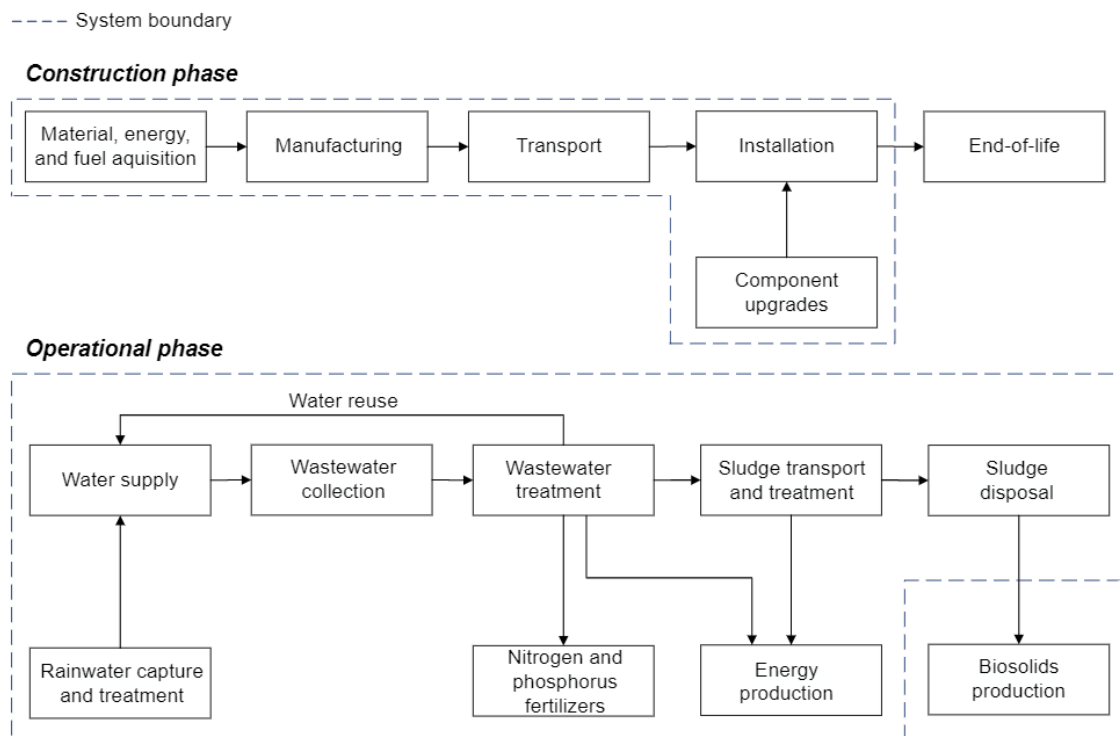 System boundary
Construction phase
Material, energy,
and fuel aquisition
Manufacturing
Transport
Installation
End-of-life
Component
upgrades
Operational phase
Water reuse
Water supply
Wastewater
collection
Wastewater
treatment
Sludge transport
and treatment
Sludge
disposal
Rainwater capture
and treatment
Nitrogen and
phosphorus
fertilizers
Energy
production
Biosolids
production